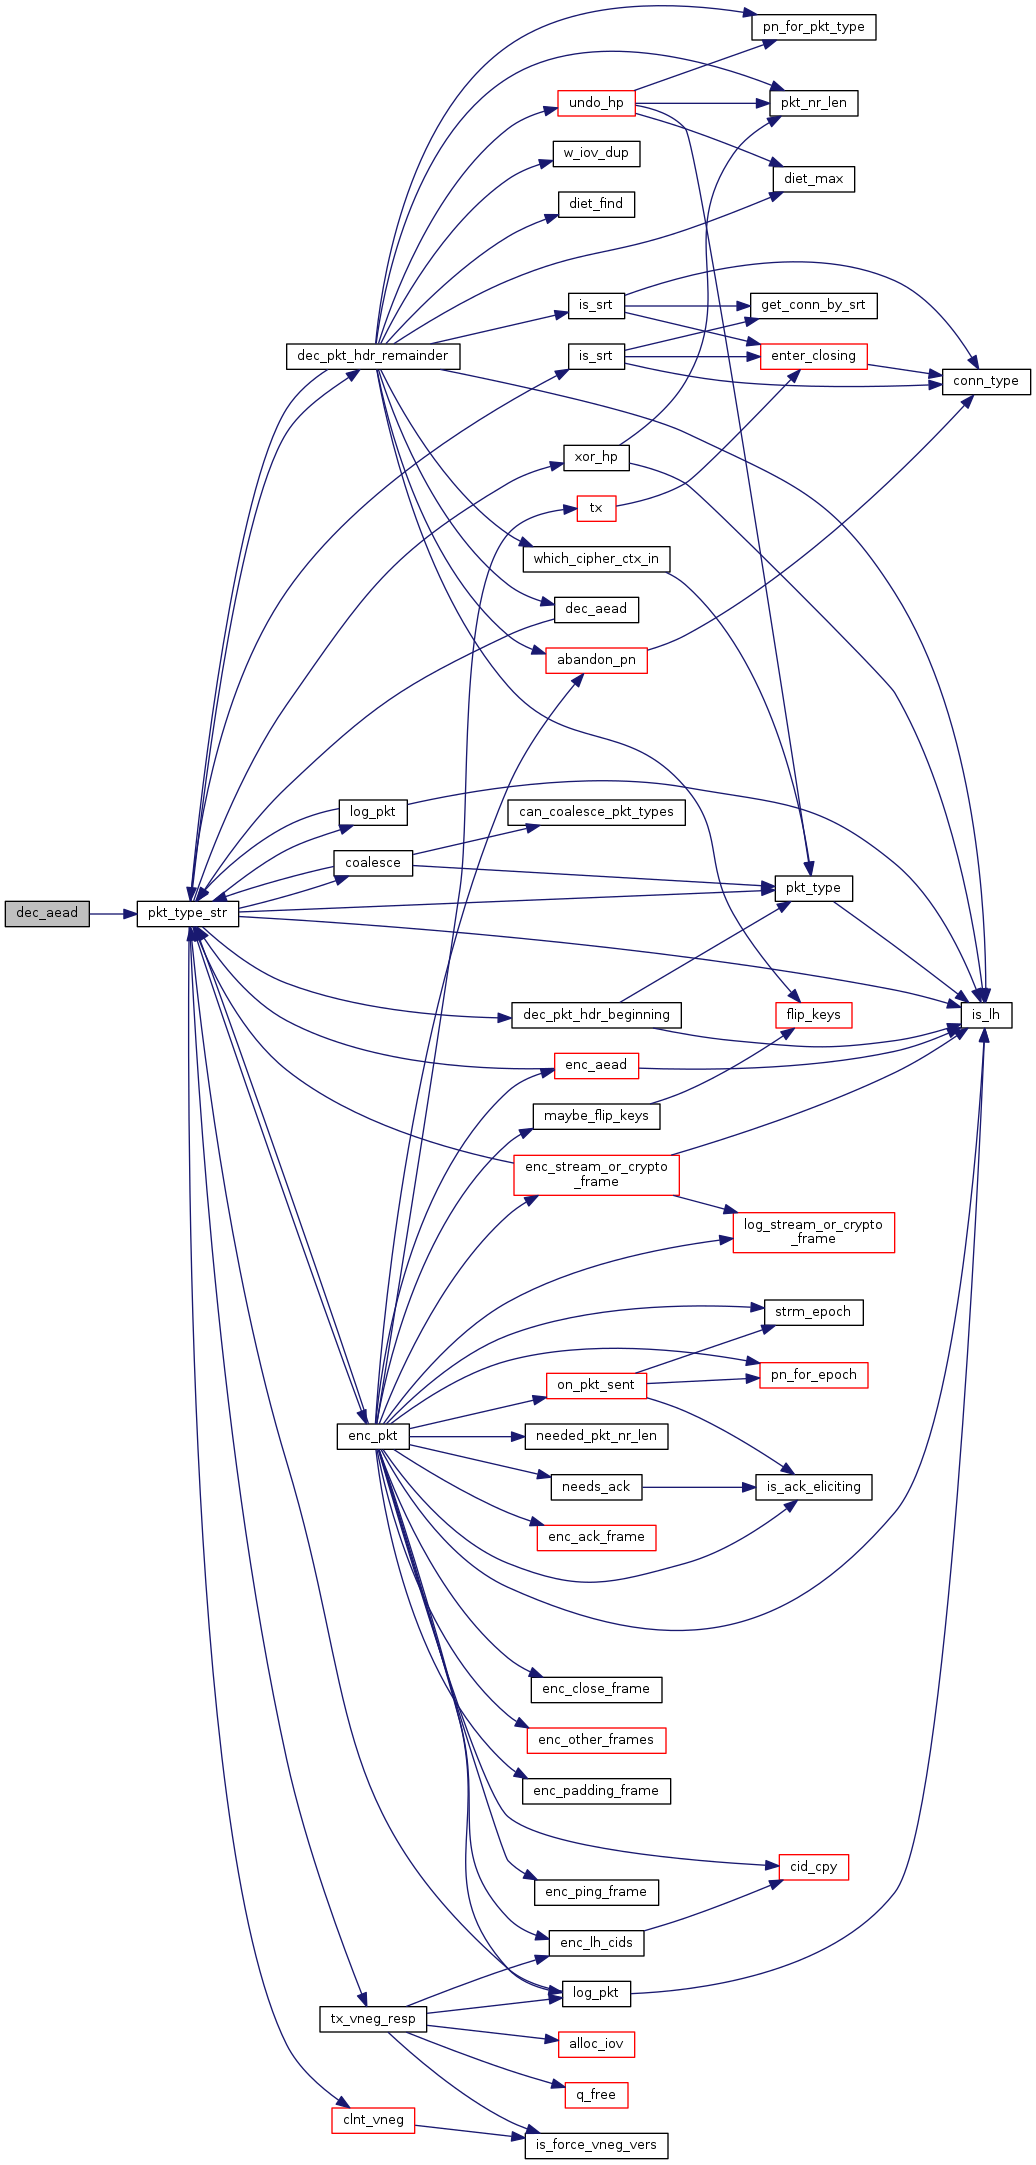 pn_for_pkt_type
undo_hp
pkt_nr_len
w_iov_dup
diet_max
diet_find
is_srt
get_conn_by_srt
dec_pkt_hdr_remainder
is_srt
enter_closing
conn_type
xor_hp
tx
which_cipher_ctx_in
dec_aead
abandon_pn
log_pkt
can_coalesce_pkt_types
coalesce
pkt_type
dec_aead
pkt_type_str
dec_pkt_hdr_beginning
flip_keys
is_lh
enc_aead
maybe_flip_keys
enc_stream_or_crypto
_frame
log_stream_or_crypto
_frame
strm_epoch
on_pkt_sent
pn_for_epoch
enc_pkt
needed_pkt_nr_len
needs_ack
is_ack_eliciting
enc_ack_frame
enc_close_frame
enc_other_frames
enc_padding_frame
cid_cpy
enc_ping_frame
enc_lh_cids
log_pkt
tx_vneg_resp
alloc_iov
q_free
clnt_vneg
is_force_vneg_vers